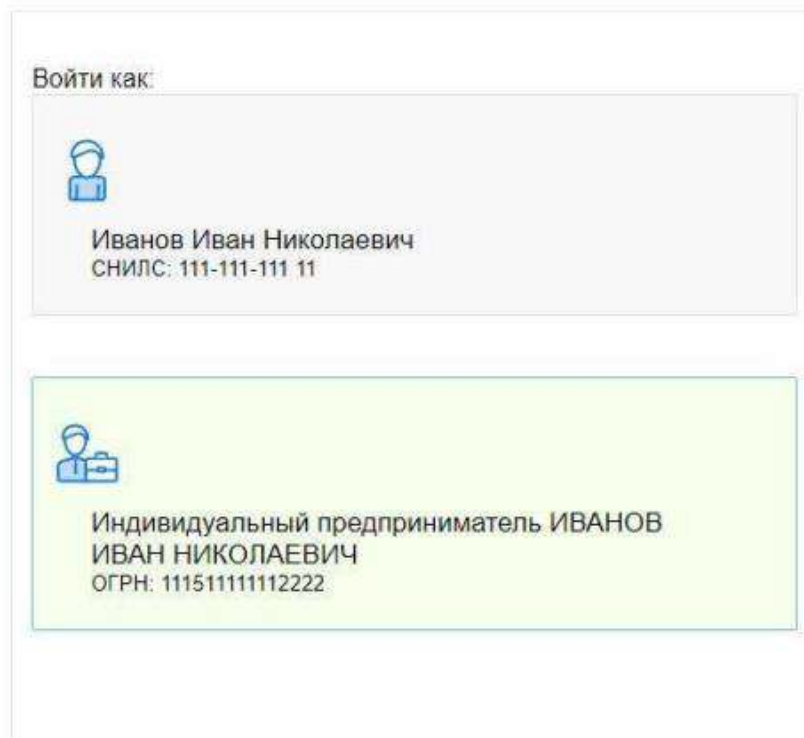 Войти как:
Иванов Иван Николаевич
СНИЛС: 111-111-111 11
Индивидуальный предприниматель ИВАНОВ
ИВАН НИКОЛАЕВИЧ
ОГРН: 111511111112222